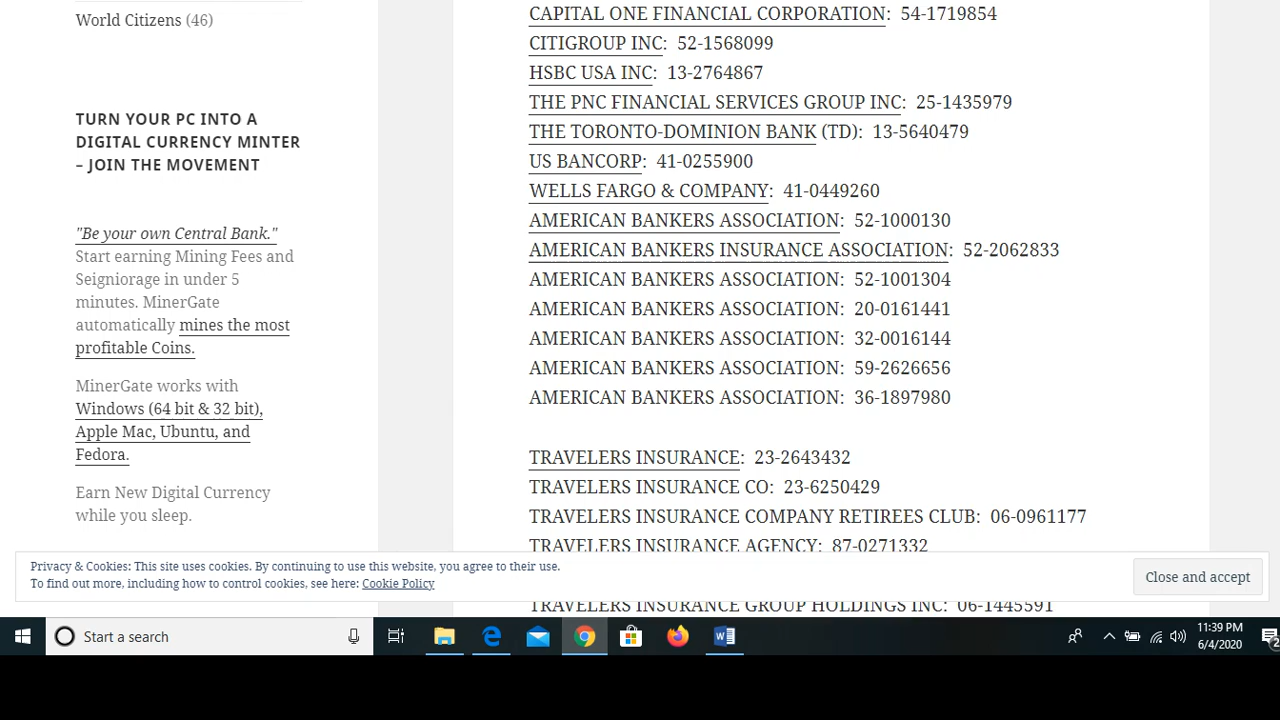 World Citizens (46)
TURN YOUR PC INTO A
DIGITAL CURRENCY MINTER
– JOIN THE MOVEMENT
"Be your own Central Bank."
Start earning Mining Fees and
Seigniorage in under 5
minutes. MinerGate
automatically mines the most
profitable Coins.
MinerGate works with
Windows (64 bit & 32 bit),
Apple Mac, Ubuntu, and
Fedora.
Earn New Digital Currency
while you sleep.
CAPITAL ONE FINANCIAL CORPORATION: 54-1719854
CITIGROUP INC: 52-1568099
HSBC USA INC: 13-2764867
THE PNC FINANCIAL SERVICES GROUP INC: 25-1435979
THE TORONTO-DOMINION BANK (TD): 13-5640479
US BANCORP: 41-0255900
WELLS FARGO & COMPANY: 41-0449260
AMERICAN BANKERS ASSOCIATION: 52-1000130
AMERICAN BANKERS INSURANCE ASSOCIATION: 52-2062833
AMERICAN BANKERS ASSOCIATION: 52-1001304
AMERICAN BANKERS ASSOCIATION: 20-0161441
AMERICAN BANKERS ASSOCIATION: 32-0016144
AMERICAN BANKERS ASSOCIATION: 59-2626656
AMERICAN BANKERS ASSOCIATION: 36-1897980
TRAVELERS INSURANCE: 23-2643432
TRAVELERS INSURANCE CO: 23-6250429
TRAVELERS INSURANCE COMPANY RETIREES CLUB: 06-0961177
TRAVELERS INSURANCE AGENCY: 87-0271332
TRAVELERS INSURANCE GROUP HOLDINGS INC: 06-1445591
Privacy & Cookies: This site uses cookies. By continuing to use this website, you agree to their use.
To find out more, including how to control cookies, see here: Cookie Policy
Close and accept
Start a search
11:39 PM
6/4/2020
2